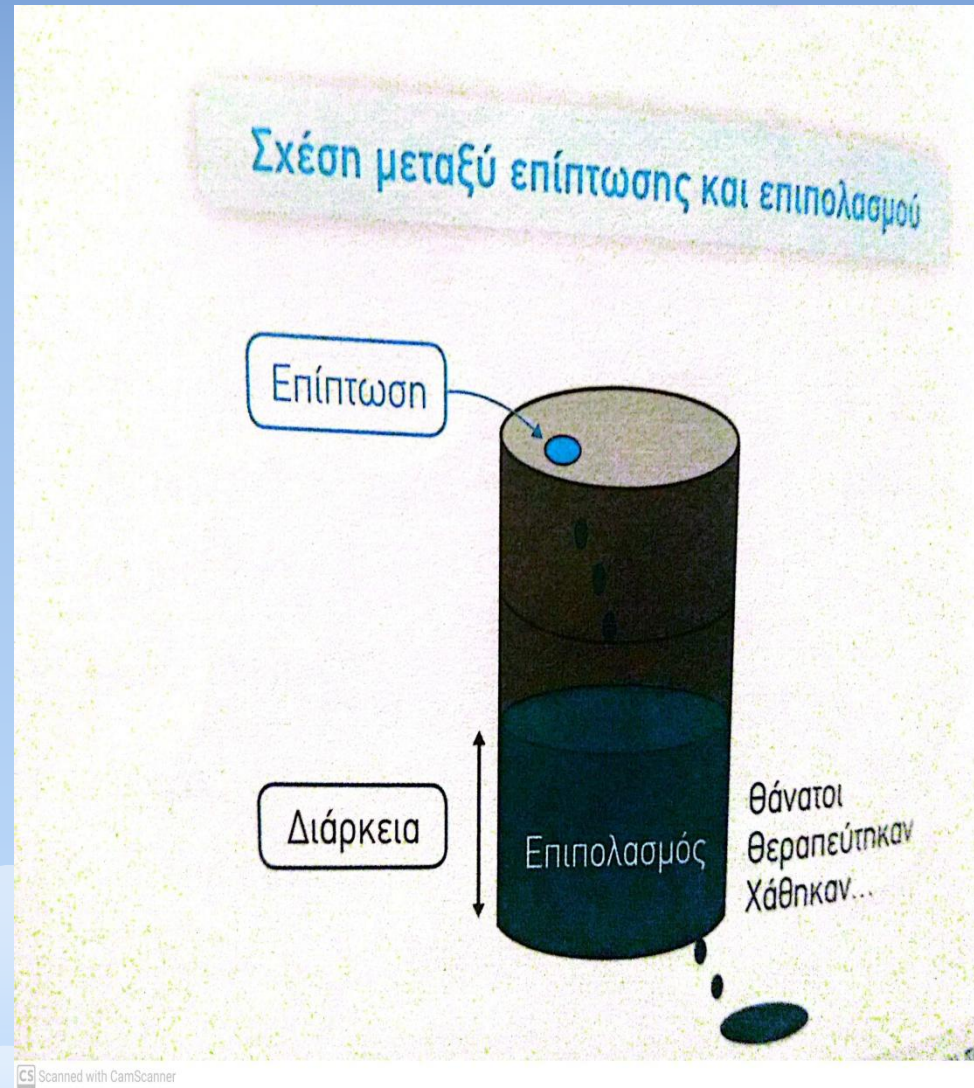 Σχέση μεταξύ επίπτωσης και επιπολασμού
Επίπτωση
Διάρκεια
Επιπολασμός
Θάνατοι
Θεραπεύτηκαν
Χάθηκαν...
CS Scanned with CamScanner